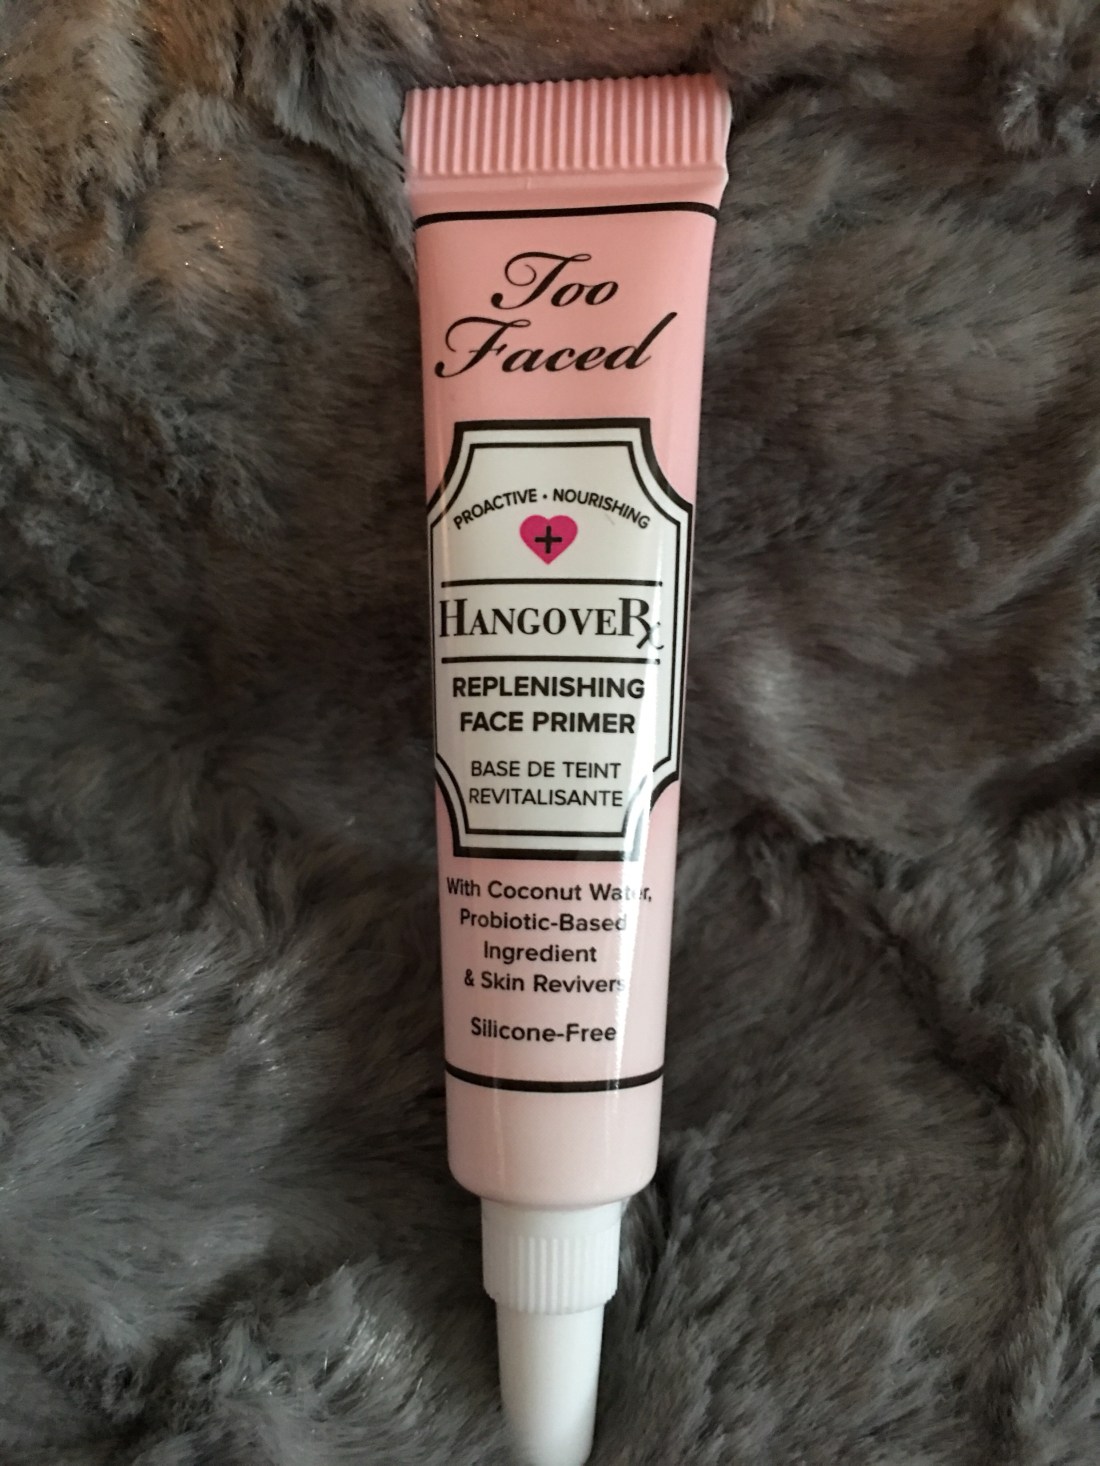 Too
Faced
PROACTIVE • NOURISHING
HANGOVERx
REPLENISHING
FACE PRIMER
BASE DE TEINT
REVITALISANTE
With Coconut Water,
Probiotic-Based
Ingredient
& Skin Revivers
Silicone-Free